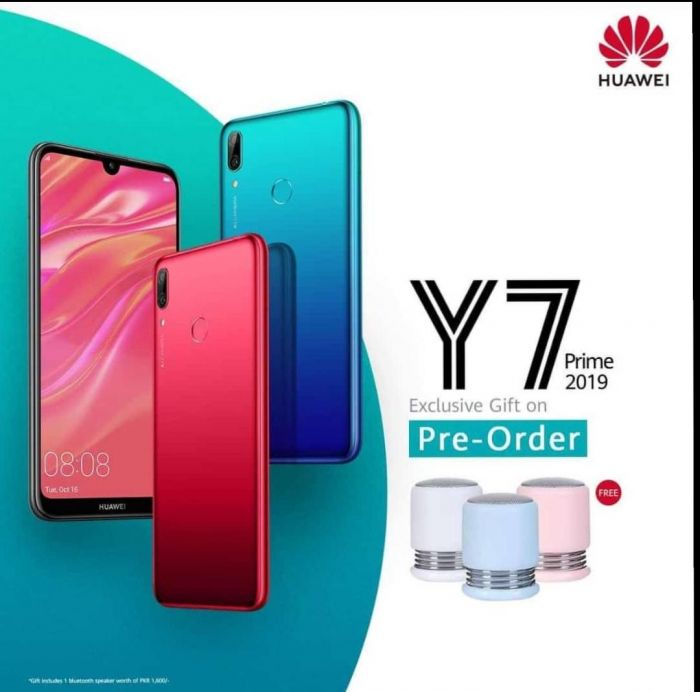 HUAWEI
08:08
Tue, Oct 16
HUAWEI
Y7
Prime
2019
Exclusive Gift on
Pre-Order
FREE
*Gift includes 1 bluetooth speaker worth of PKR 1,600/-